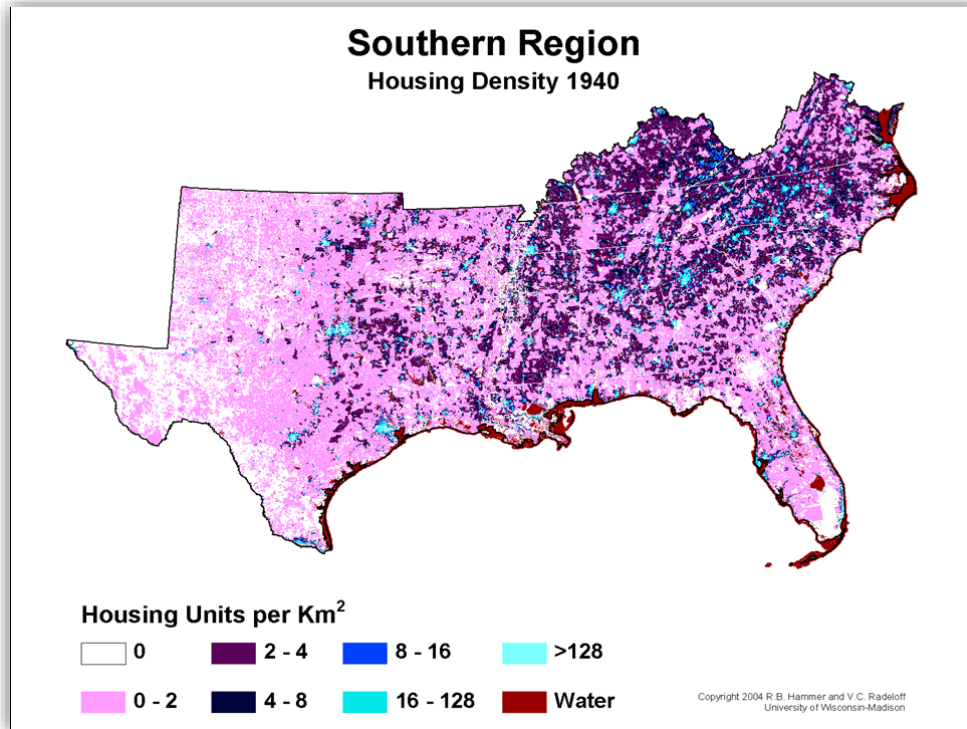 Southern Region
Housing Density 1940
Housing Units per Km²
0
2 - 4
8 - 16
>128
0 - 2
4 - 8
16 - 128
Water
Copyright 2004 R.B. Hammer and V.C. Radeloff
University of Wisconsin-Madison